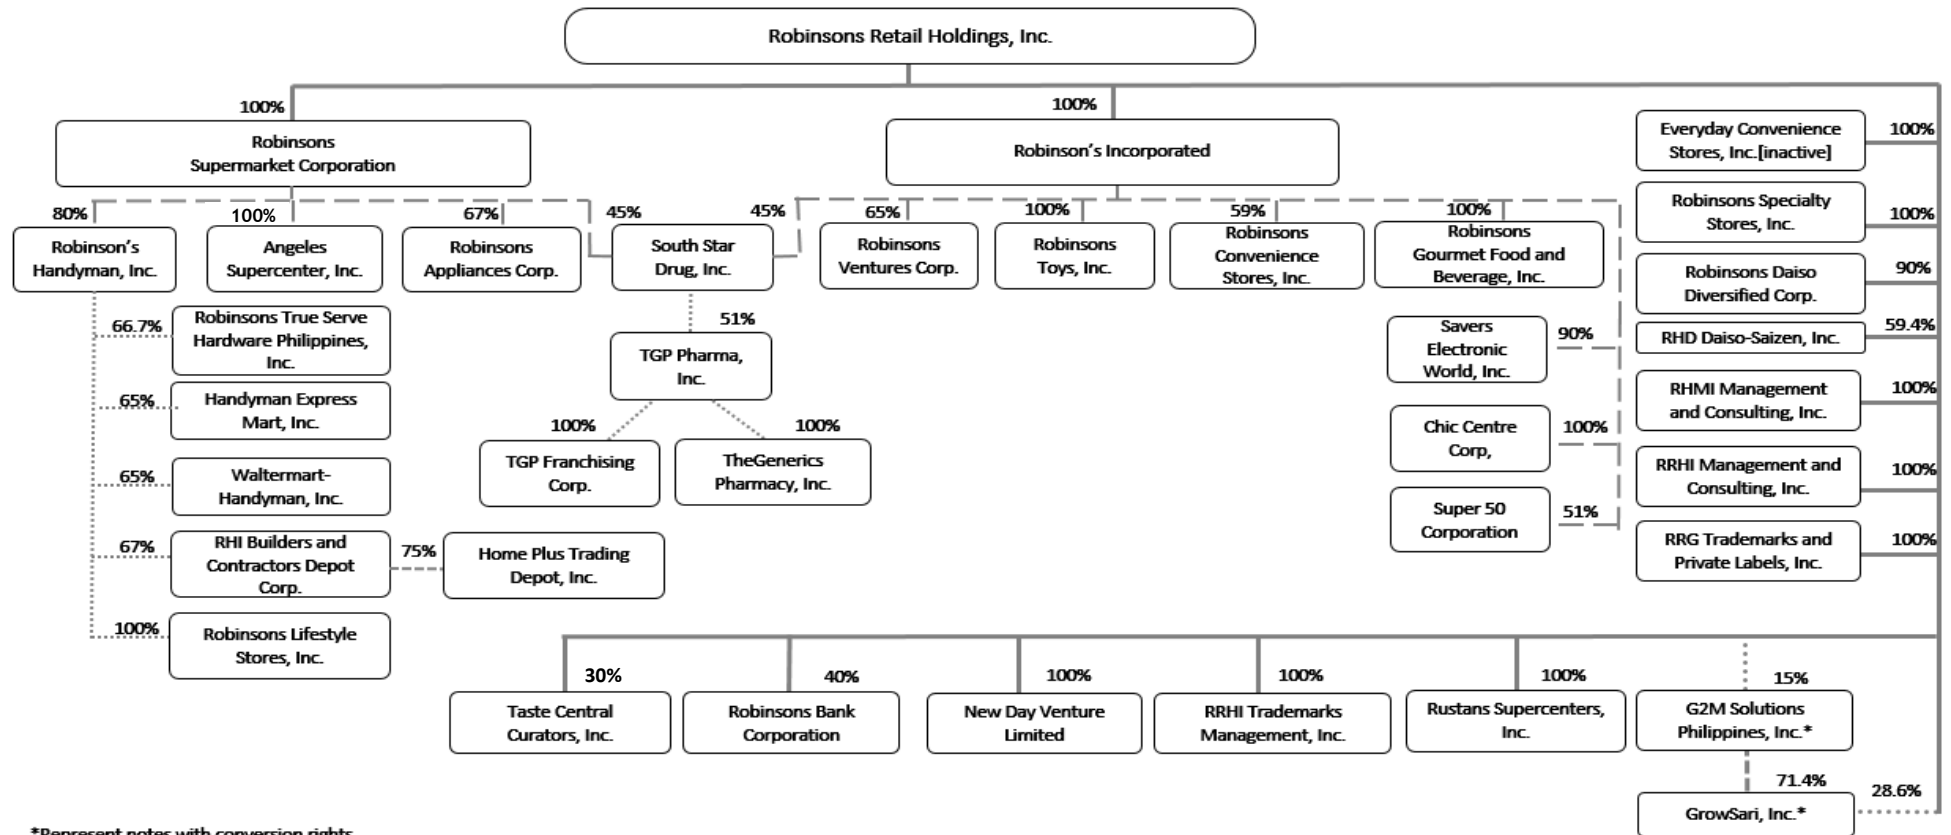 Robinsons Retail Holdings, Inc.
100%
Robinsons
Supermarket Corporation
100%
Robinson's Incorporated
80%
Robinson's
Handyman, Inc.
100%
Angeles
Supercenter, Inc.
67%
Robinsons
Appliances Corp.
45%
South Star
Drug, Inc.
45%
65%
Robinsons
Ventures Corp.
100%
Robinsons
Toys, Inc.
59%
Robinsons
Convenience
Stores, Inc.
100%
Robinsons
Gourmet Food and
Beverage, Inc.
66.7%
Robinsons True Serve
Hardware Philippines,
Inc.
65%
Handyman Express
Mart, Inc.
65%
Waltermart-
Handyman, Inc.
67%
RHI Builders and
Contractors Depot
Corp.
75%
Home Plus Trading
Depot, Inc.
100%
Robinsons Lifestyle
Stores, Inc.
51%
TGP Pharma,
Inc.
100%
TGP Franchising
Corp.
100%
TheGenerics
Pharmacy, Inc.
Savers
Electronic
World, Inc.
90%
Chic Centre
Corp,
100%
Super 50
Corporation
51%
Everyday Convenience
Stores, Inc.[inactive]
100%
Robinsons Specialty
Stores, Inc.
100%
Robinsons Daiso
Diversified Corp.
90%
RHD Daiso-Saizen, Inc.
59.4%
RHMI Management
and Consulting, Inc.
100%
RRHI Management and
Consulting, Inc.
100%
RRG Trademarks and
Private Labels, Inc.
100%
30%
Taste Central
Curators, Inc.
40%
Robinsons Bank
Corporation
100%
New Day Venture
Limited
100%
RRHI Trademarks
Management, Inc.
100%
Rustans Supercenters,
Inc.
15%
G2M Solutions
Philippines, Inc.*
71.4%
GrowSari, Inc.*
28.6%
*Represent notes with conversion rights